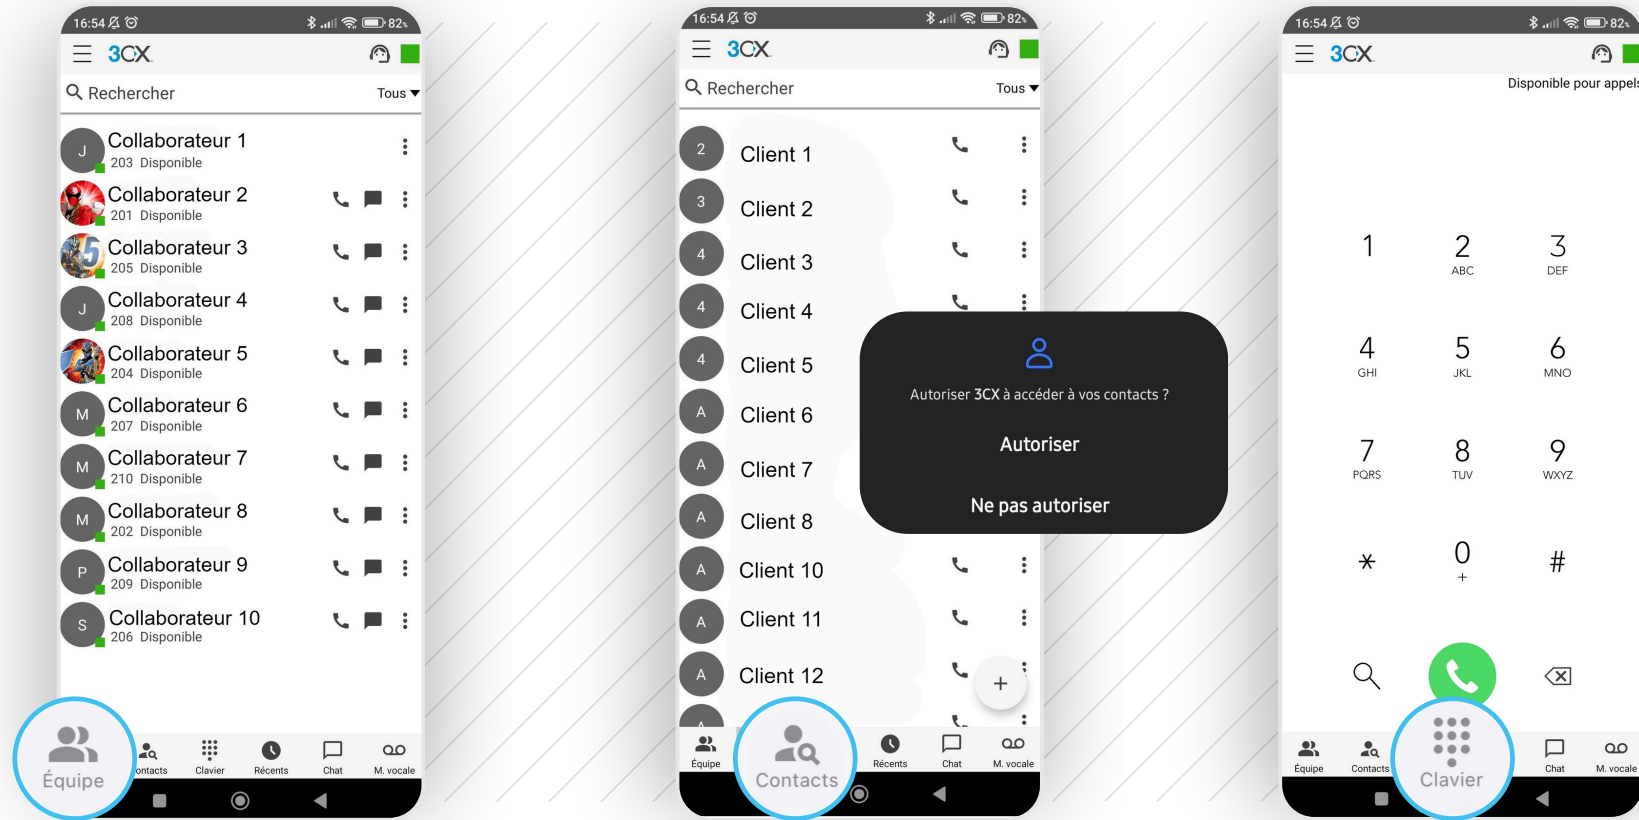 16:54
82%
3CX
Rechercher
Tous
J
Collaborateur 1
203 Disponible
Collaborateur 2
201 Disponible
5
Collaborateur 3
205 Disponible
J
Collaborateur 4
208 Disponible
Collaborateur 5
204 Disponible
M
Collaborateur 6
207 Disponible
M
Collaborateur 7
210 Disponible
M
Collaborateur 8
202 Disponible
P
Collaborateur 9
209 Disponible
S
Collaborateur 10
206 Disponible
Équipe
ontacts
Clavier
Récents
Chat
M. vocale
16:54
82%
3CX
Rechercher
Tous
2
Client 1
3
Client 2
4
Client 3
4
Client 4
4
Client 5
A
Client 6
A
Client 7
A
Client 8
A
Client 10
A
Client 11
A
Client 12
A
+
Autoriser 3CX à accéder à vos contacts ?
Autoriser
Ne pas autoriser
Équipe
Contacts
Récents
Chat
M. vocale
16:54
82%
3CX
Disponible pour appels
1
2
ABC
3
DEF
4
GHI
5
JKL
6
MNO
7
PQRS
8
TUV
9
WXYZ
*
0
+
#
Équipe
Contacts
Clavier
Chat
M. vocale